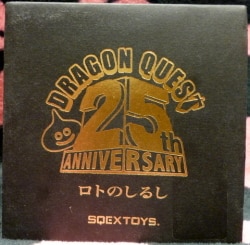 DRAGON QUEST
25th
ANNIVERSARY
ロトのしるし
SQEXTOYS.